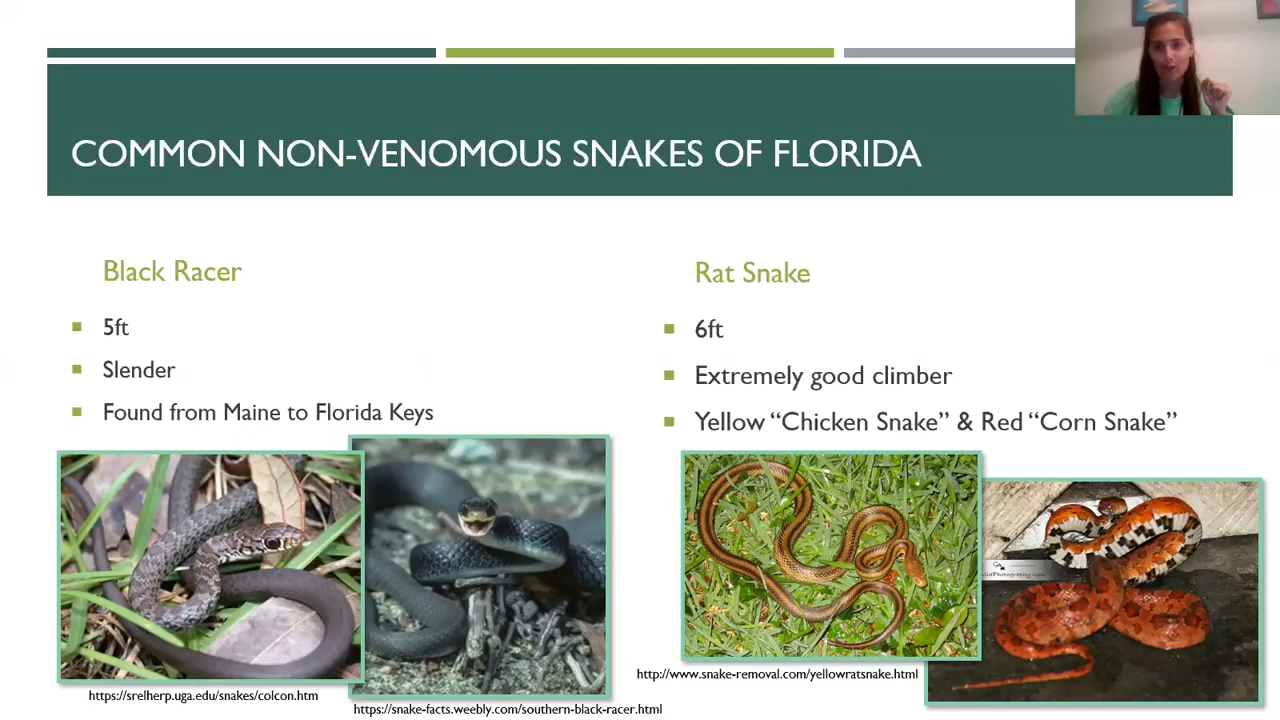 COMMON NON-VENOMOUS SNAKES OF FLORIDA
Black Racer
5ft
Slender
Found from Maine to Florida Keys
https://srelherp.uga.edu/snakes/colcon.htm
https://snake-facts.weebly.com/southern-black-racer.html
Rat Snake
6ft
Extremely good climber
Yellow “Chicken Snake” & Red “Corn Snake”
http://www.snake-removal.com/yellowratsnake.html